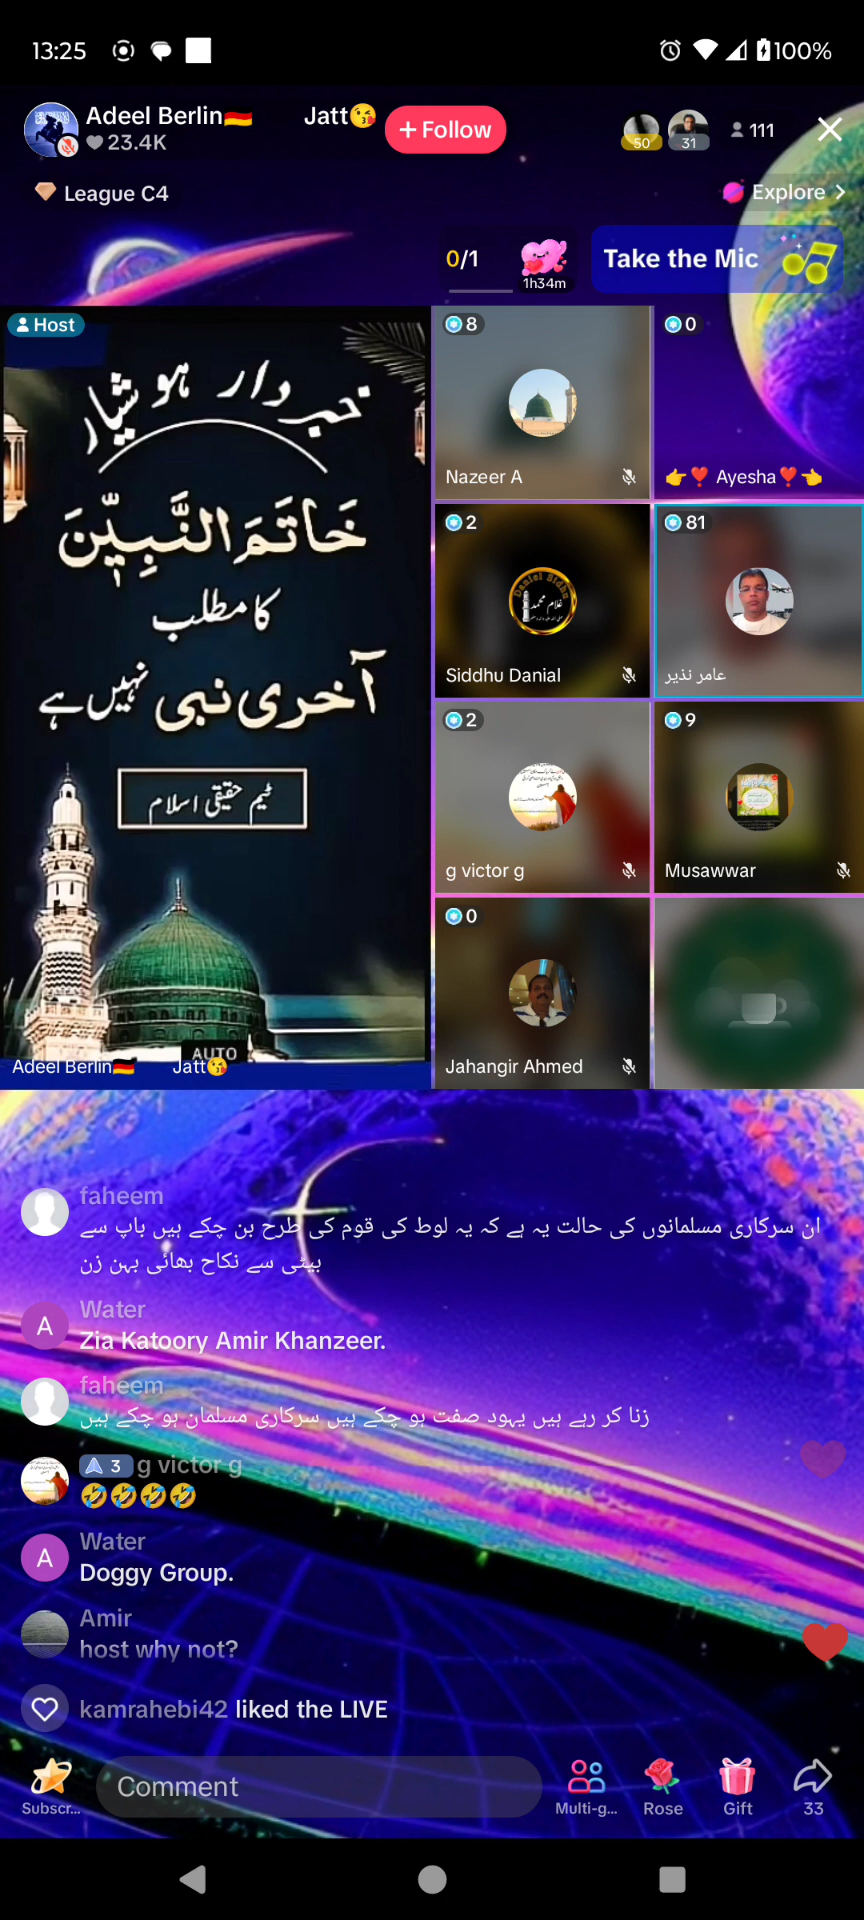 13:25
100%
Adeel Berlin🇩🇪 Jatt😘
23.4K
+ Follow
50
31
111
League C4
Explore
0/1
1h34m
Take the Mic
Host
خبردار ہوشیار
خَاتَمَ النَّبِيّٖنَ
کا مطلب
آخری نبی نہیں ہے
ٹیم حقیقی اسلام
AUTO
Adeel Berlin🇩🇪 Jatt😘
8
Nazeer A
0
👉❣️ Ayesha❣️👈
2
Daniel Sidhu
غلام محمد
Siddhu Danial
81
عامر نذیر
2
g victor g
9
Musawwar
0
Jahangir Ahmed
faheem
ان سرکاری مسلمانوں کی حالت یہ ہے کہ یہ لوط کی قوم کی طرح بن چکے ہیں باپ سے
بیٹی سے نکاح بھائی بہن زن
A
Water
Zia Katoory Amir Khanzeer.
faheem
زنا کر رہے ہیں یہود صفت ہو چکے ہیں سرکاری مسلمان ہو چکے ہیں
3 g victor g
🤣🤣🤣🤣
A
Water
Doggy Group.
Amir
host why not?
kamrahebi42 liked the LIVE
Subscr...
Comment
Multi-g...
Rose
Gift
33